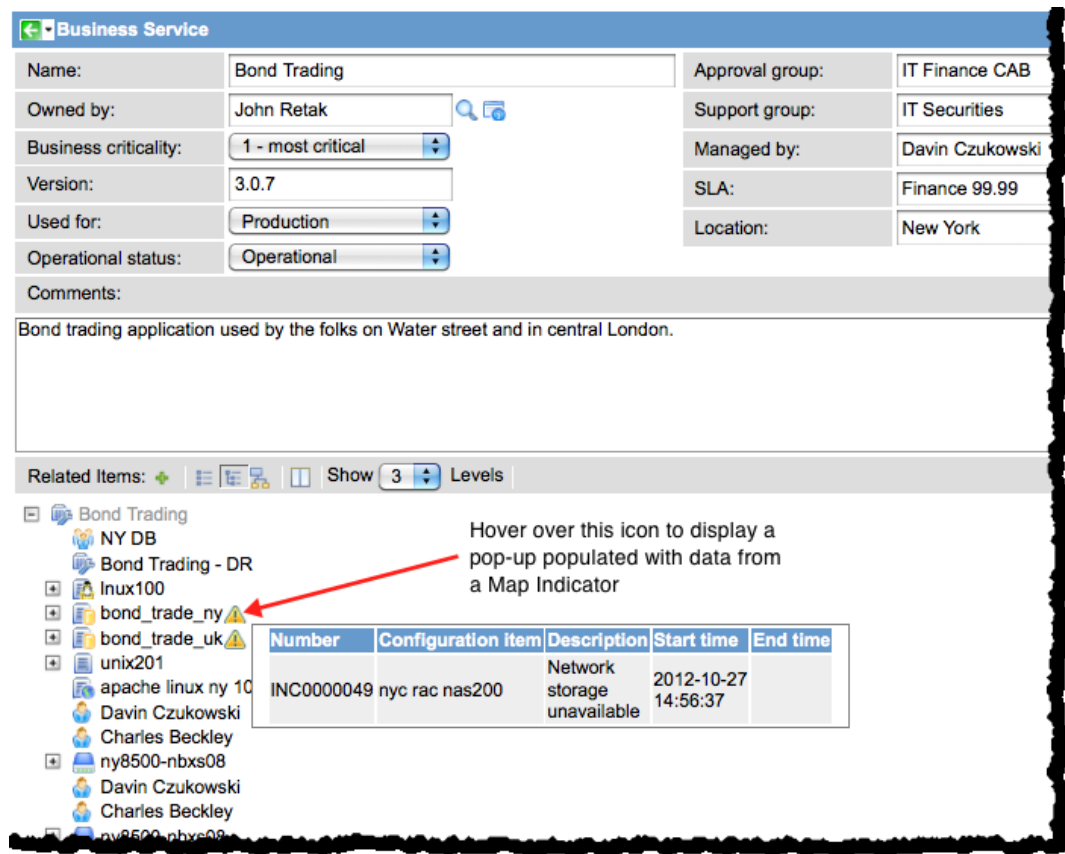 Business Service
Name: Bond Trading Approval group: IT Finance CAB
Owned by: John Retak Support group: IT Securities
Business criticality: 1 - most critical Managed by: Davin Czukowski
Version: 3.0.7 SLA: Finance 99.99
Used for: Production Location: New York
Operational status: Operational
Comments:
Bond trading application used by the folks on Water street and in central London.
Related Items: Show 3 Levels
Bond Trading
NY DB
Bond Trading - DR
lnux100
bond_trade_ny
bond_trade_uk
unix201
apache linux ny 10
Davin Czukowski
Charles Beckley
ny8500-nbxs08
Davin Czukowski
Charles Beckley
ny8500-nbxs09
Hover over this icon to display a
pop-up populated with data from
a Map Indicator
Number Configuration item Description Start time End time
INC0000049 nyc rac nas200 Network storage unavailable 2012-10-27 14:56:37